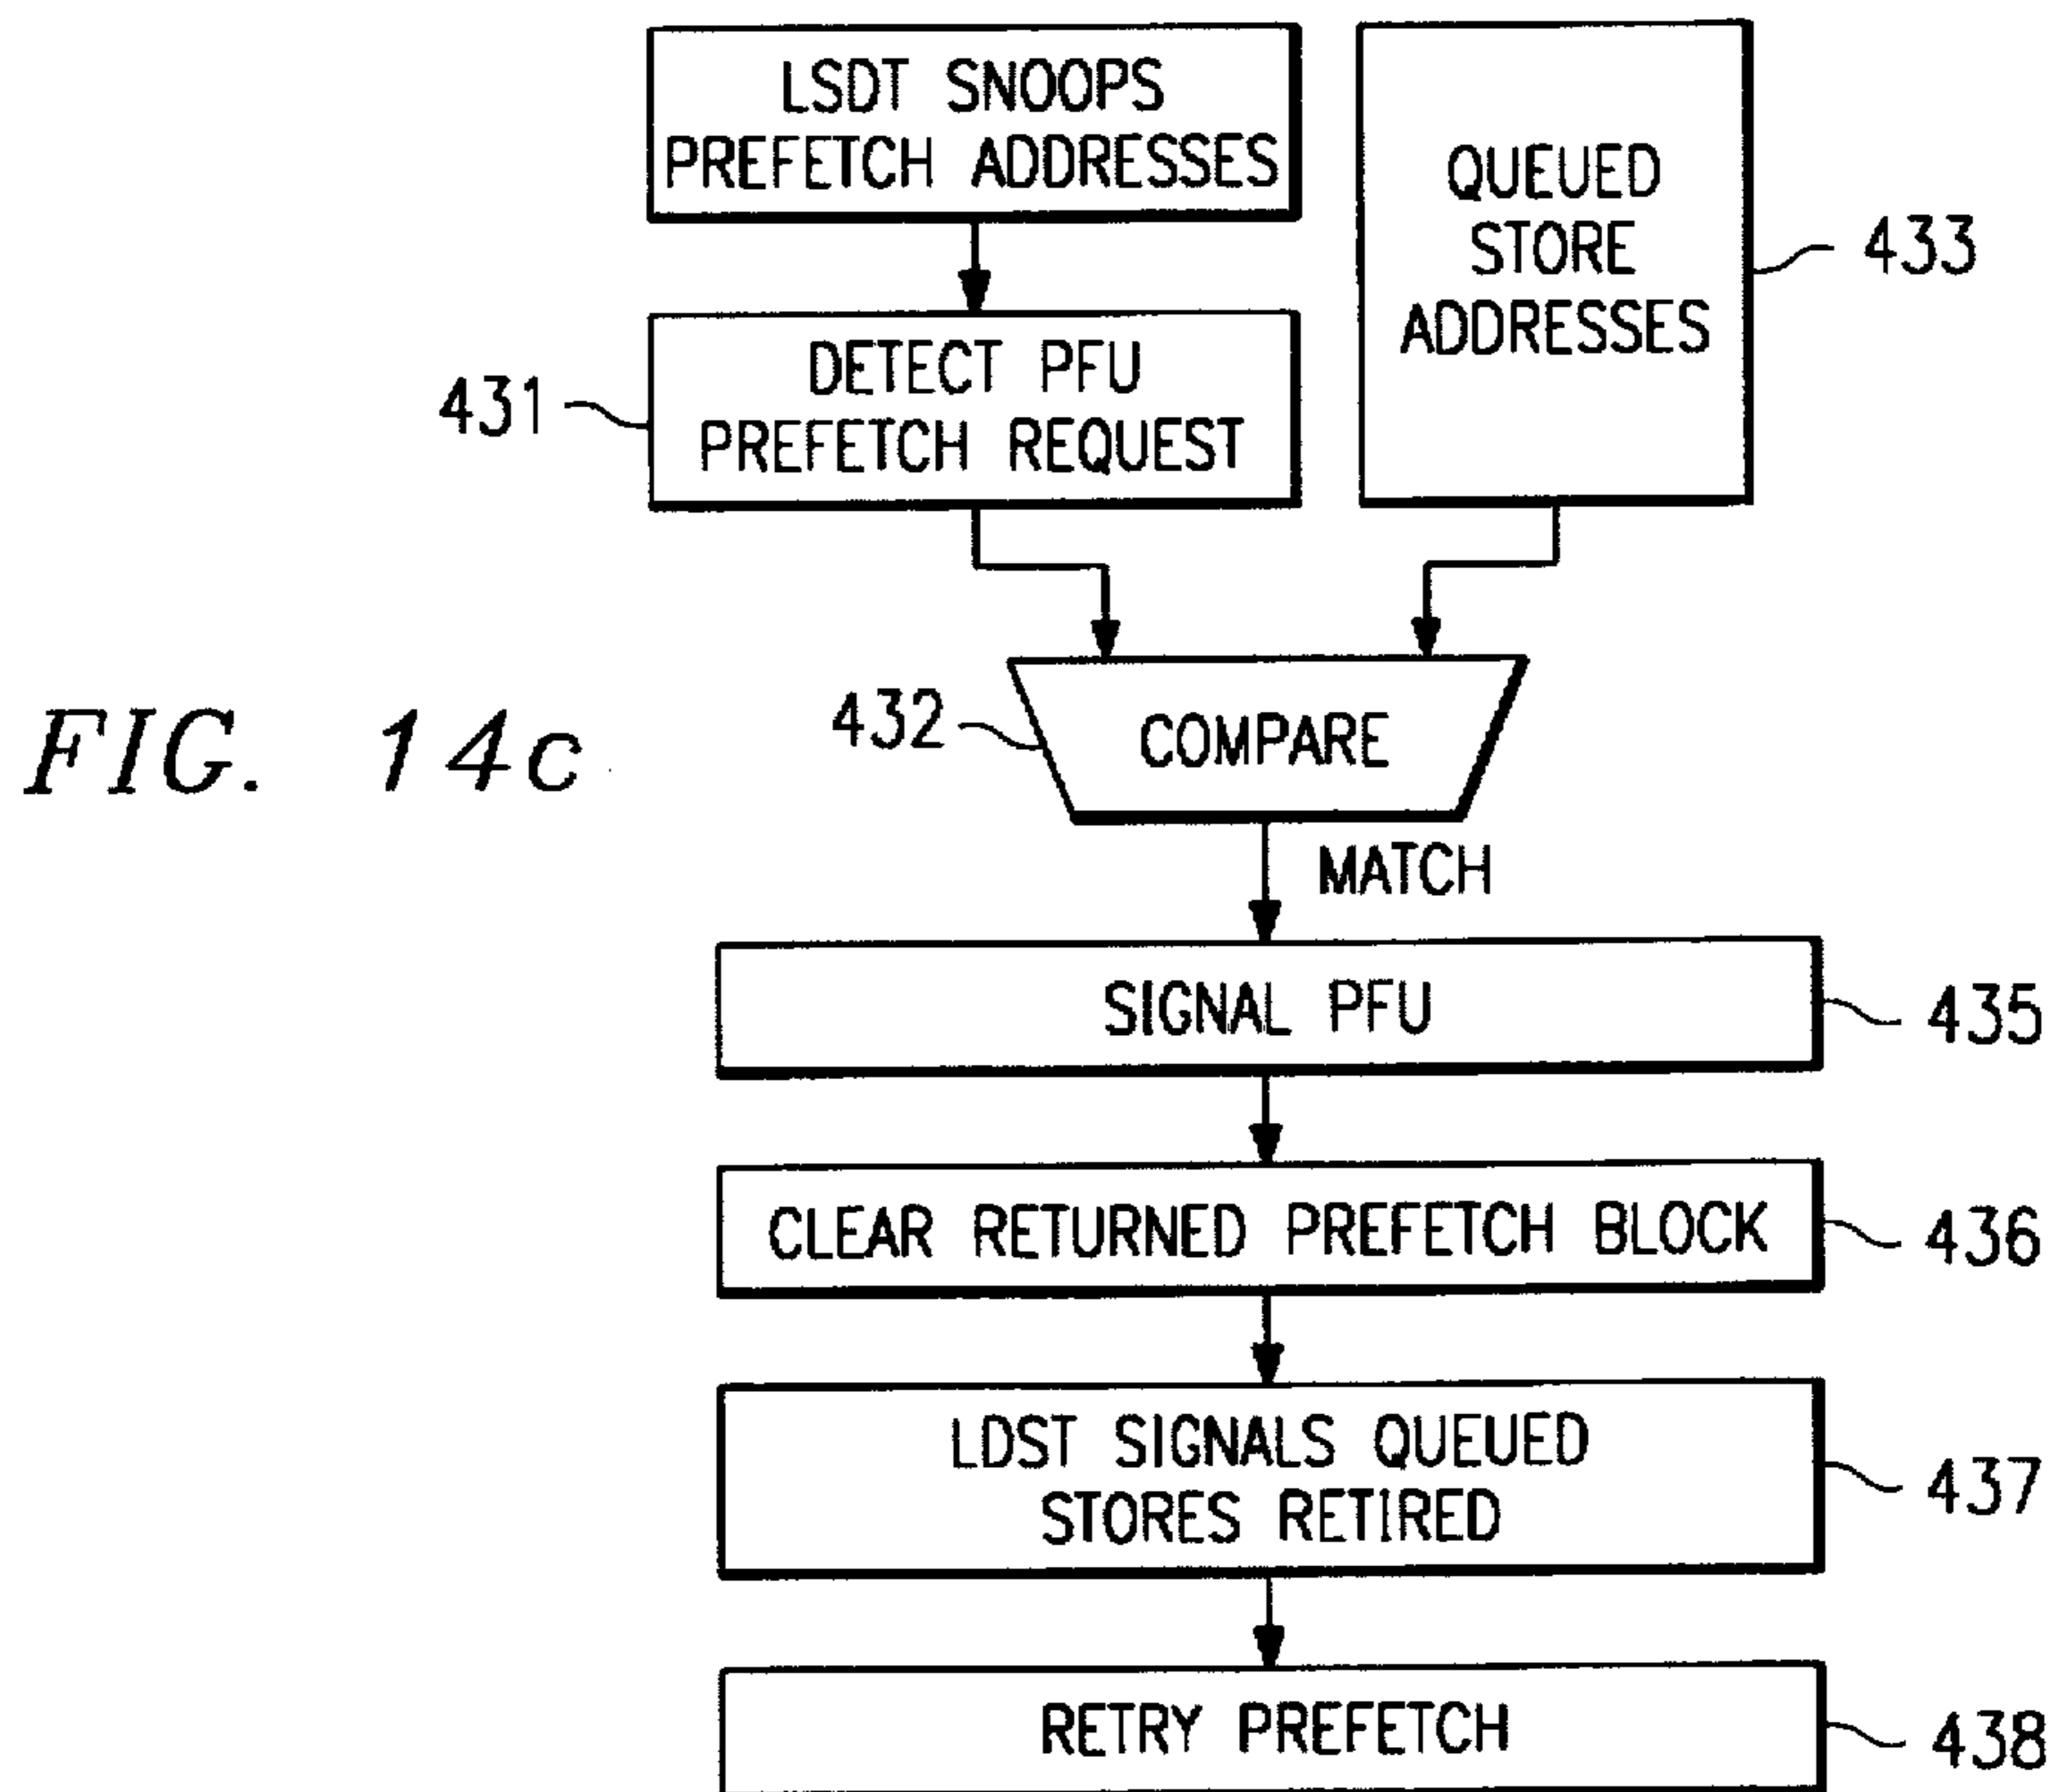 LSDT SNOOPS
PREFETCH ADDRESSES
QUEUED
STORE
ADDRESSES
433
431
DETECT PFU
PREFETCH REQUEST
432
COMPARE
FIG. 14c
MATCH
SIGNAL PFU
435
CLEAR RETURNED PREFETCH BLOCK
436
LDST SIGNALS QUEUED
STORES RETIRED
437
RETRY PREFETCH
438